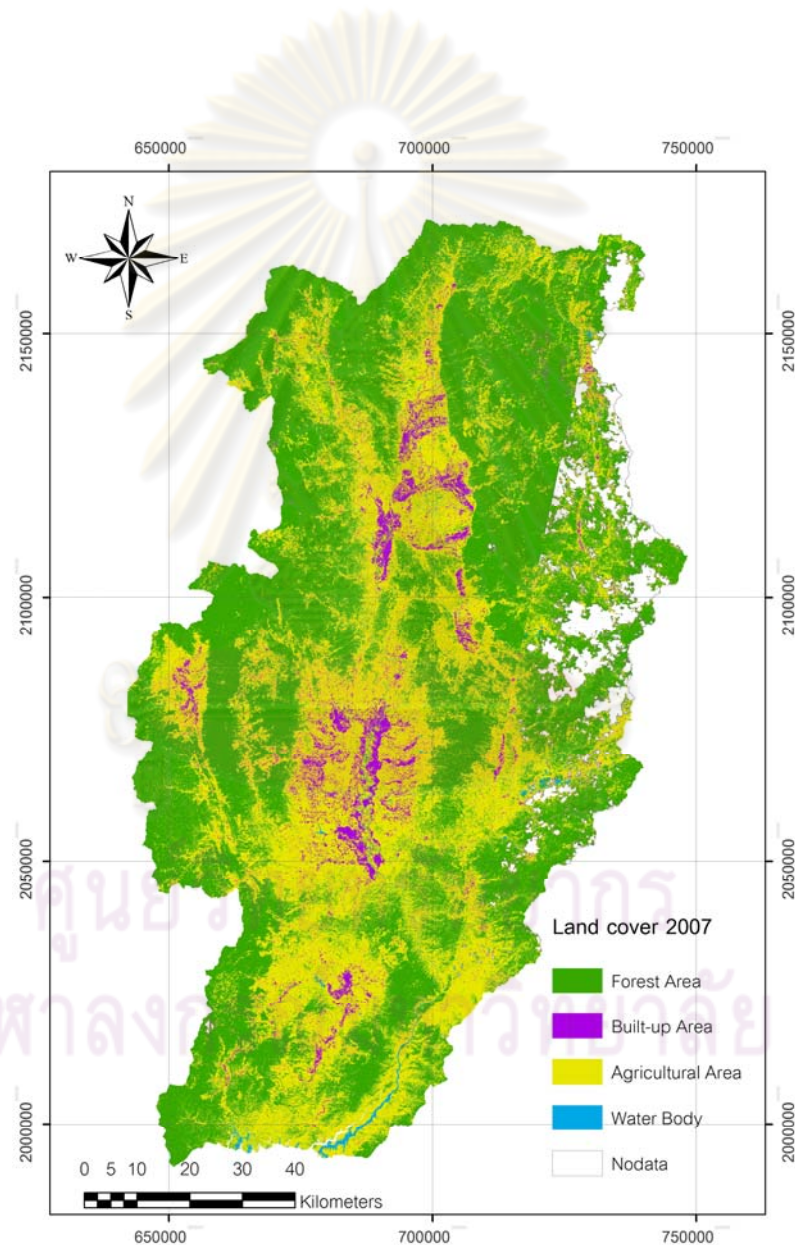 650000 700000 750000
N
W E
S
2150000 2150000
2100000 2100000
2050000 2050000
Land cover 2007
Forest Area
Built-up Area
Agricultural Area
Water Body
Nodata
2000000 2000000
0 5 10 20 30 40
Kilometers
650000 700000 750000